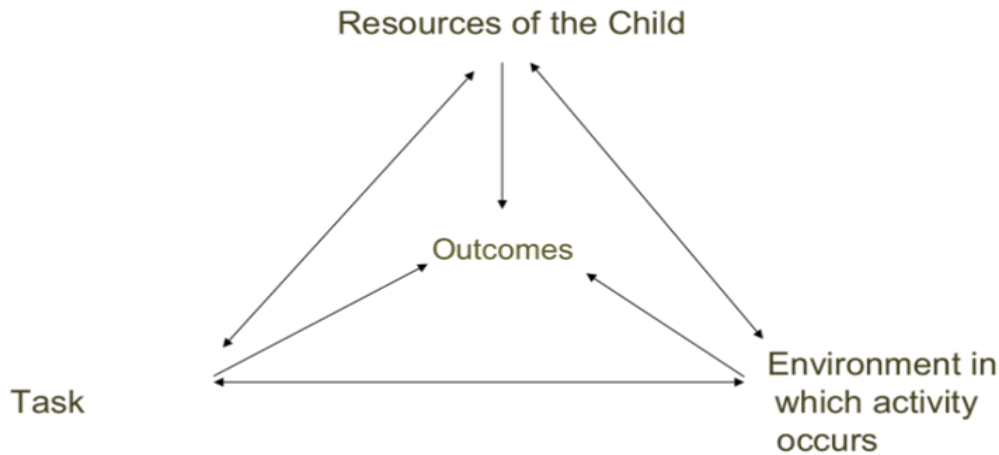 Resources of the Child
Outcomes
Task
Environment in
which activity
occurs